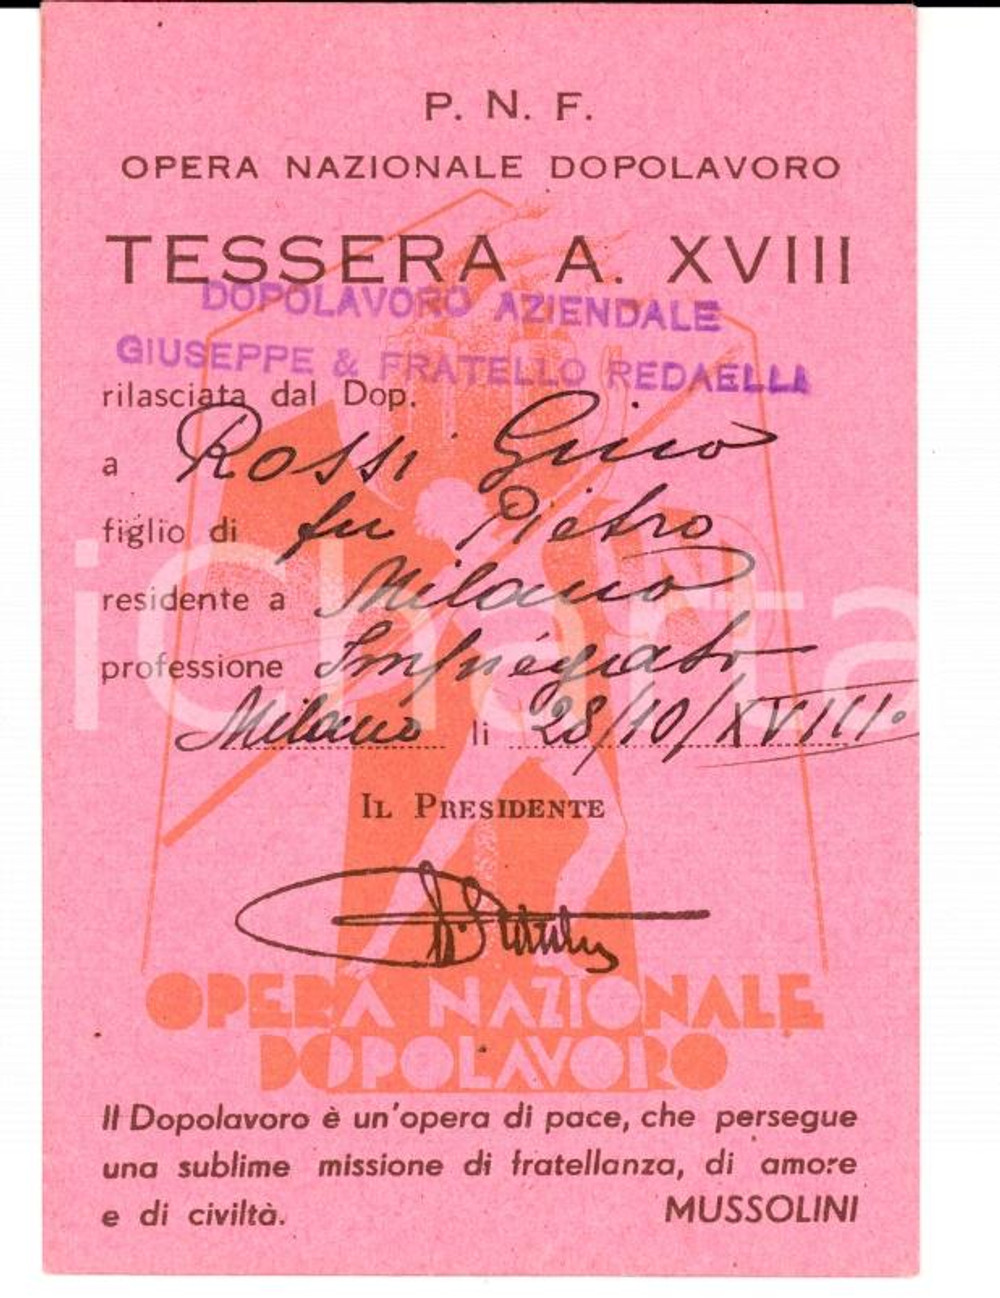 P. N. F.
OPERA NAZIONALE DOPOLAVORO
TESSERA A. XVIII
DOPOLAVORO AZIENDALE
GIUSEPPE & FRATELLO REDAELLI
rilasciata dal Dop.
a Rossi Gino
figlio di fu Pietro
residente a Milano
professione Impiegato
Milano li 28/10/XVIII°
IL PRESIDENTE
OPERA NAZIONALE
DOPOLAVORO
Il Dopolavoro è un'opera di pace, che persegue
una sublime missione di fratellanza, di amore
e di civiltà. MUSSOLINI